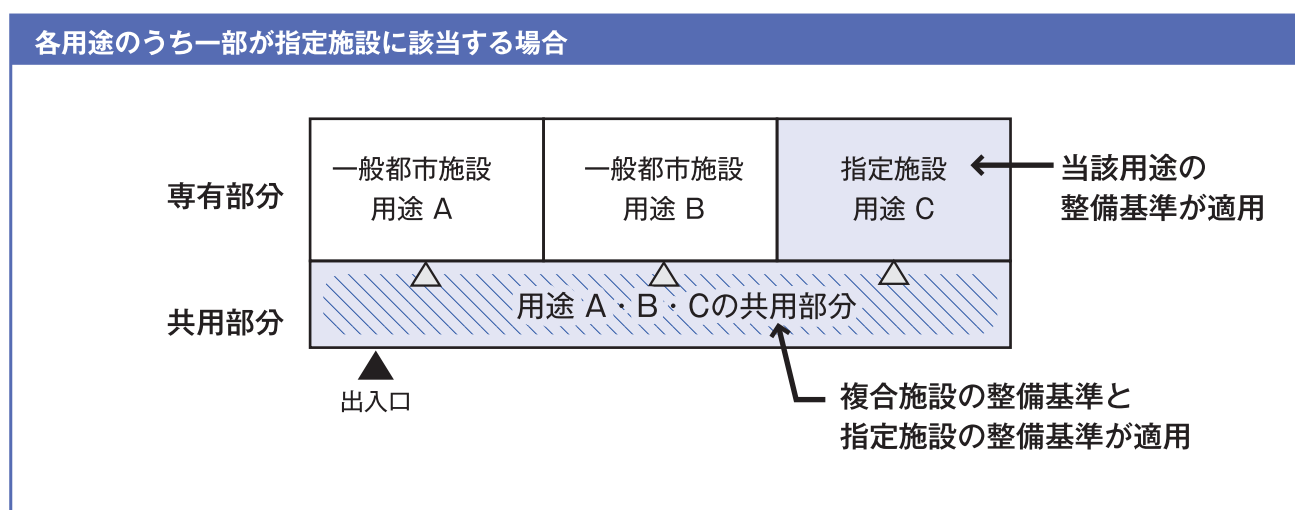 各用途のうち一部が指定施設に該当する場合
専有部分
一般都市施設
用途 A
一般都市施設
用途 B
指定施設
用途 C
当該用途の
整備基準が適用
共用部分
用途 A・B・Cの共用部分
出入口
複合施設の整備基準と
指定施設の整備基準が適用